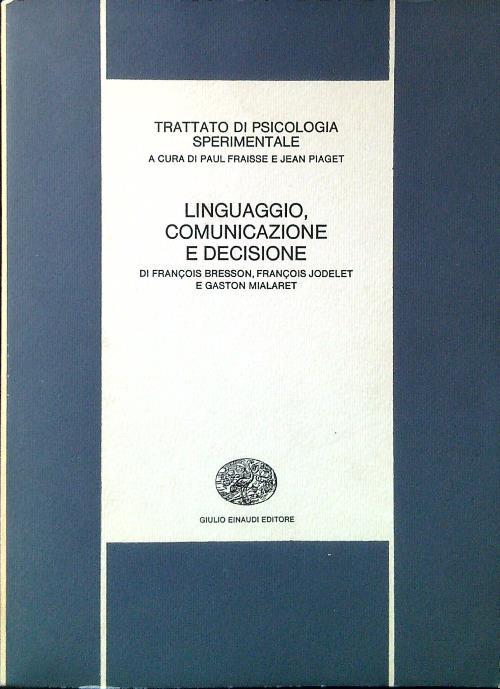 TRATTATO DI PSICOLOGIA
SPERIMENTALE
A CURA DI PAUL FRAISSE E JEAN PIAGET
LINGUAGGIO,
COMUNICAZIONE
E DECISIONE
DI FRANÇOIS BRESSON, FRANÇOIS JODELET
E GASTON MIALARET
GIULIO EINAUDI EDITORE